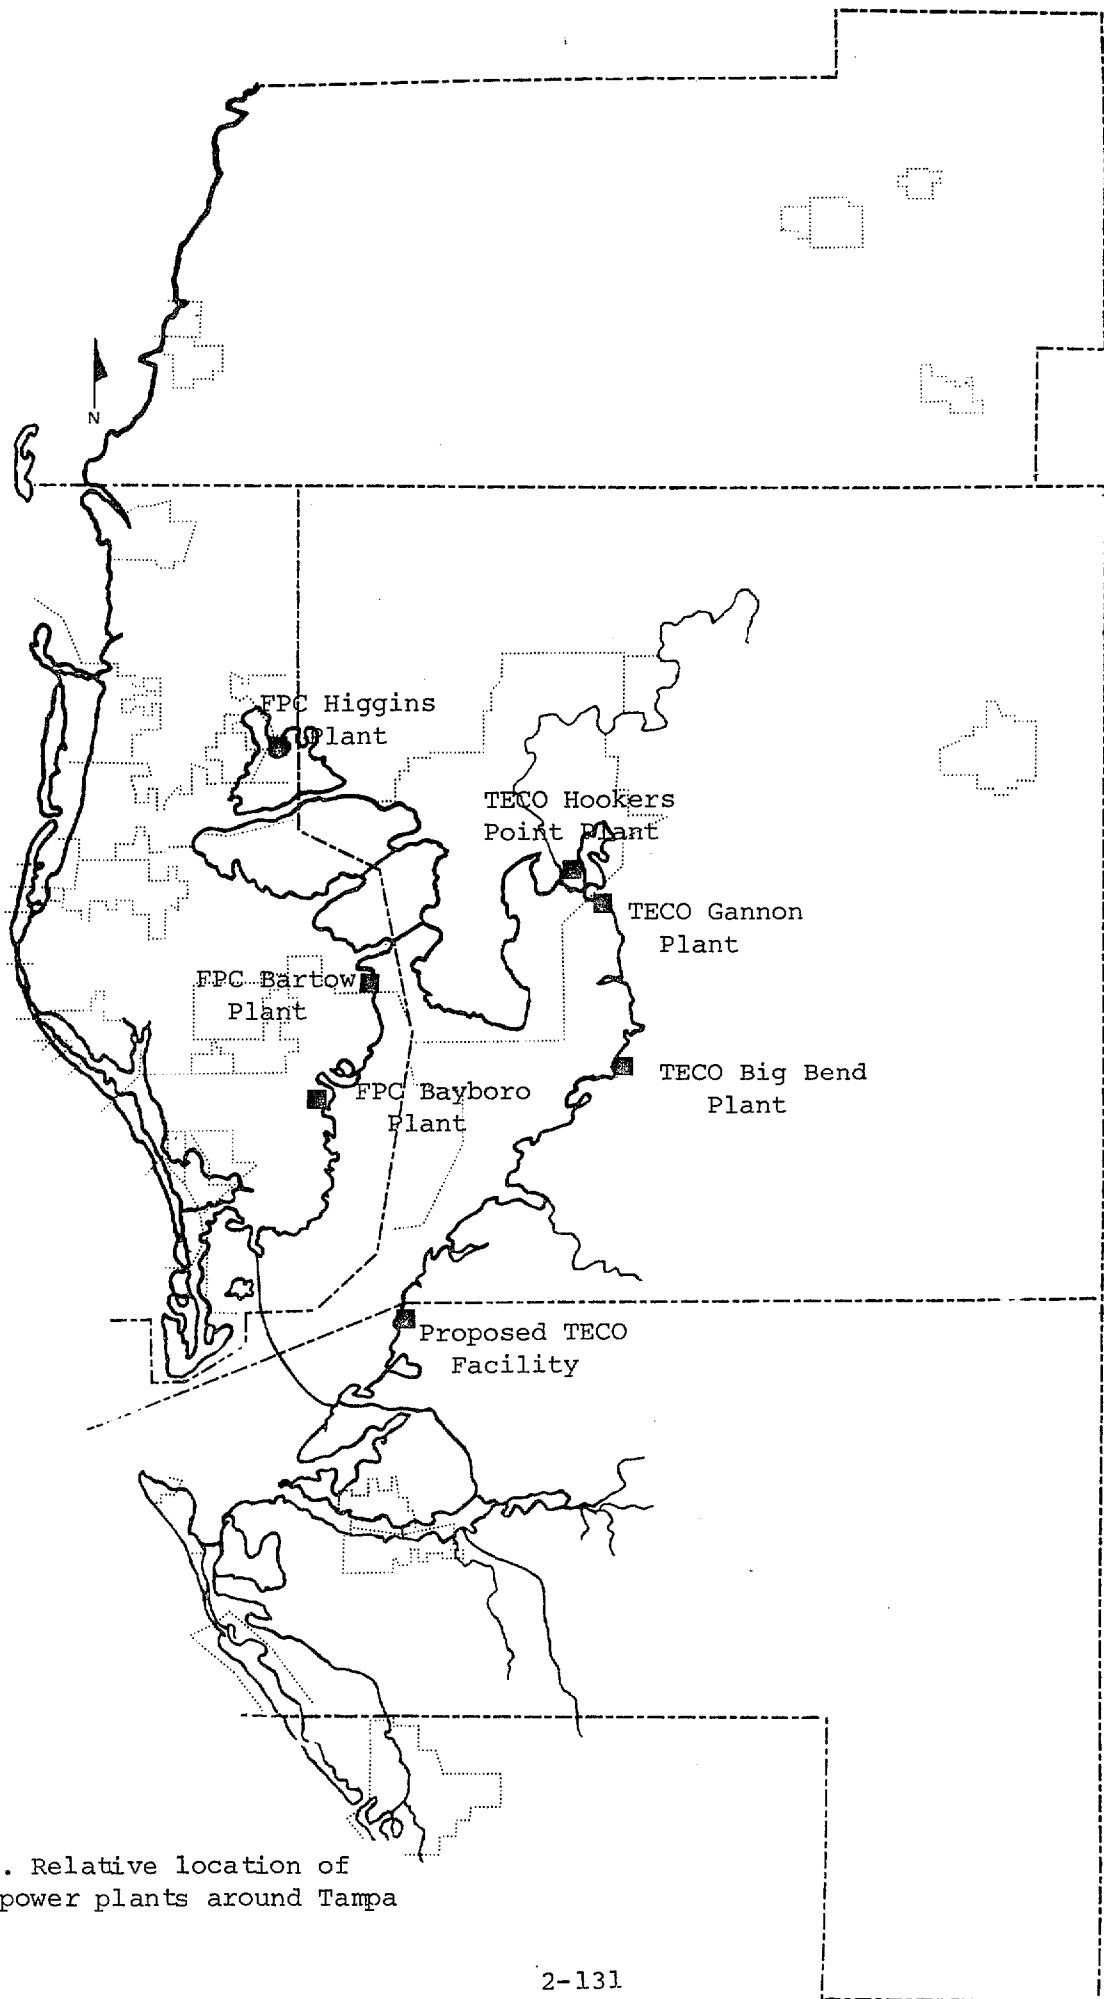 N
FPC Higgins
Plant
TECO Hookers
Point Plant
TECO Gannon
Plant
FPC Bartow
Plant
TECO Big Bend
Plant
FPC Bayboro
Plant
Proposed TECO
Facility
. Relative location of
power plants around Tampa
2-131